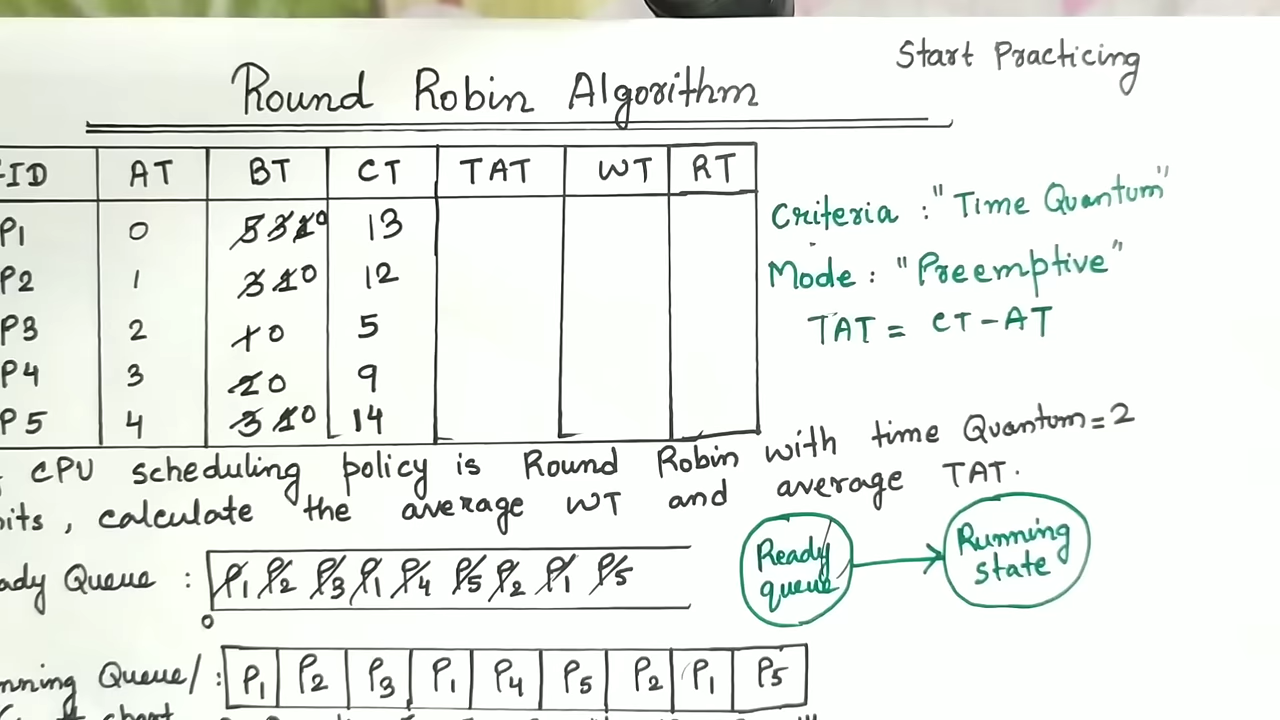 Start Practicing
Round Robin Algorithm
-ID AT BT CT TAT WT RT
P1 0 5 3 1 0 13
P2 1 3 1 0 12
P3 2 1 0 5
P4 3 2 0 9
P5 4 3 1 0 14
Criteria : "Time Quantum"
Mode : "Preemptive"
TAT = CT - AT
CPU scheduling policy is Round Robin with time Quantum = 2
nits, calculate the average WT and average TAT.
ady Queue : P1 P2 P3 P1 P4 P5 P2 P1 P5
0
Ready queue
Running state
nning Queue/ : P1 P2 P3 P1 P4 P5 P2 P1 P5